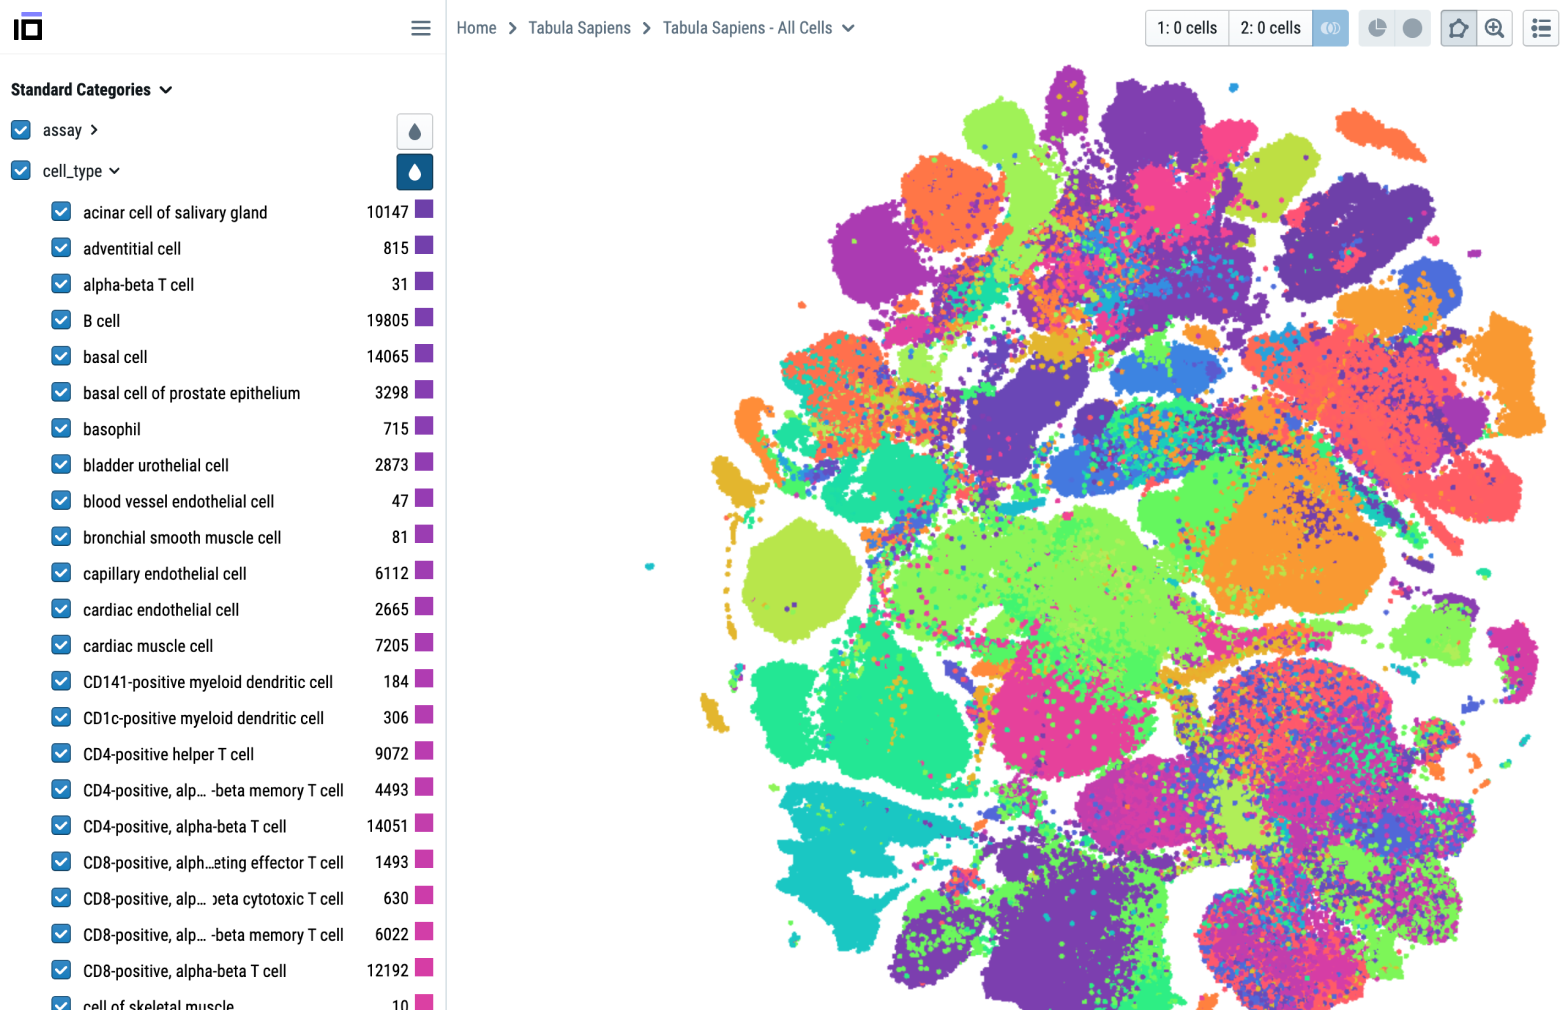 Home > Tabula Sapiens > Tabula Sapiens - All Cells
1: 0 cells 2: 0 cells
Standard Categories
assay
cell_type
acinar cell of salivary gland 10147
adventitial cell 815
alpha-beta T cell 31
B cell 19805
basal cell 14065
basal cell of prostate epithelium 3298
basophil 715
bladder urothelial cell 2873
blood vessel endothelial cell 47
bronchial smooth muscle cell 81
capillary endothelial cell 6112
cardiac endothelial cell 2665
cardiac muscle cell 7205
CD141-positive myeloid dendritic cell 184
CD1c-positive myeloid dendritic cell 306
CD4-positive helper T cell 9072
CD4-positive, alp... -beta memory T cell 4493
CD4-positive, alpha-beta T cell 14051
CD8-positive, alph...eting effector T cell 1493
CD8-positive, alp... beta cytotoxic T cell 630
CD8-positive, alp... -beta memory T cell 6022
CD8-positive, alpha-beta T cell 12192
cell of skeletal muscle 10